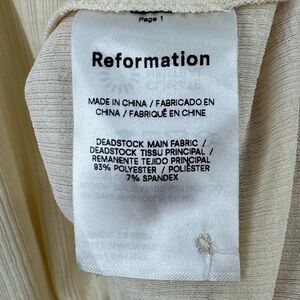 Page 1
Reformation
MADE IN CHINA / FABRICADO EN
CHINA / FABRIQUÉ EN CHINE
DEADSTOCK MAIN FABRIC /
DEADSTOCK TISSU PRINCIPAL /
REMANENTE TEJIDO PRINCIPAL
93% POLYESTER / POLIÉSTER
7% SPANDEX